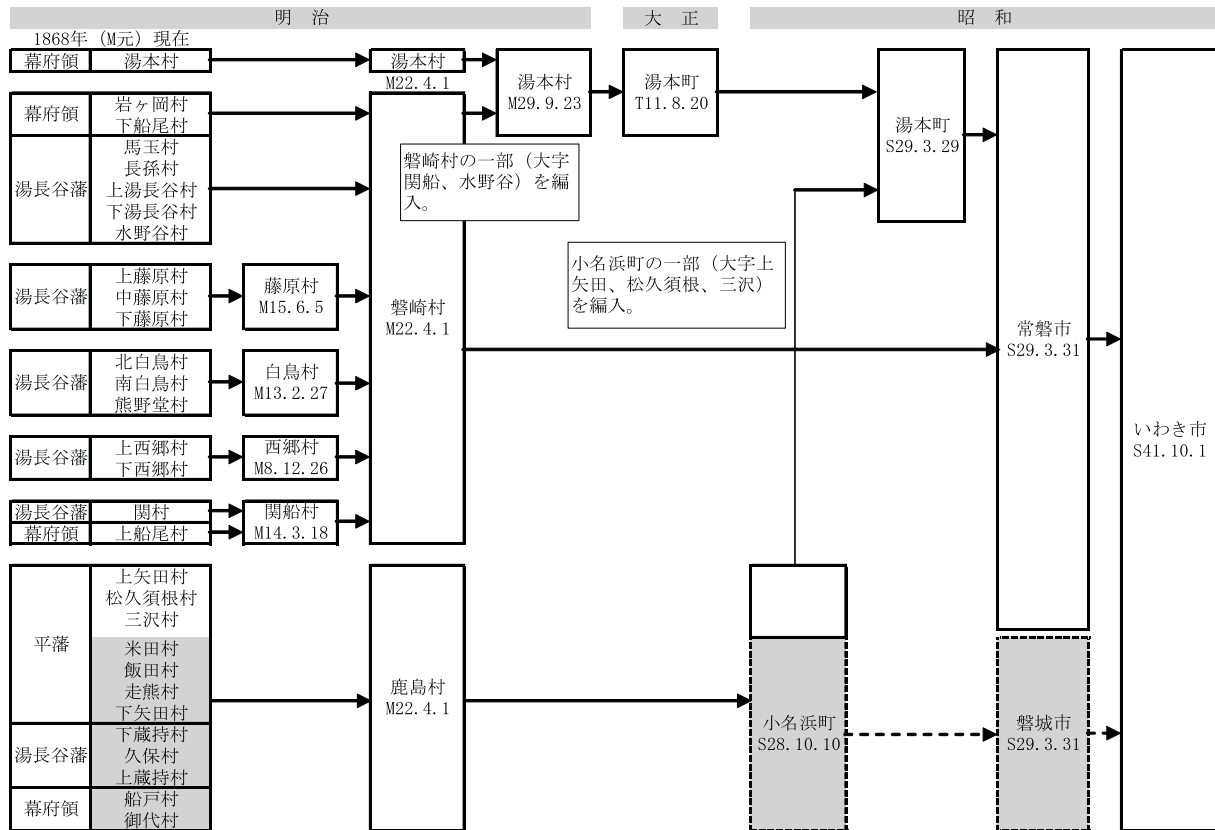 明 治
大 正
昭 和
1868年 (M元) 現在
幕府領
湯本村
湯本村
M22.4.1
湯本村
M29.9.23
湯本町
T11.8.20
湯本町
S29.3.29
幕府領
岩ヶ岡村
下船尾村
湯長谷藩
馬玉村
長孫村
上湯長谷村
下湯長谷村
水野谷村
磐崎村の一部（大字
関船、水野谷）を編
入。
湯長谷藩
上藤原村
中藤原村
下藤原村
藤原村
M15.6.5
磐崎村
M22.4.1
小名浜町の一部（大字上
矢田、松久須根、三沢）
を編入。
常磐市
S29.3.31
湯長谷藩
北白鳥村
南白鳥村
熊野堂村
白鳥村
M13.2.27
湯長谷藩
上西郷村
下西郷村
西郷村
M8.12.26
いわき市
S41.10.1
湯長谷藩
関村
幕府領
上船尾村
関船村
M14.3.18
平藩
上矢田村
松久須根村
三沢村
米田村
飯田村
走熊村
下矢田村
湯長谷藩
下蔵持村
久保村
上蔵持村
幕府領
船戸村
御代村
鹿島村
M22.4.1
小名浜町
S28.10.10
磐城市
S29.3.31